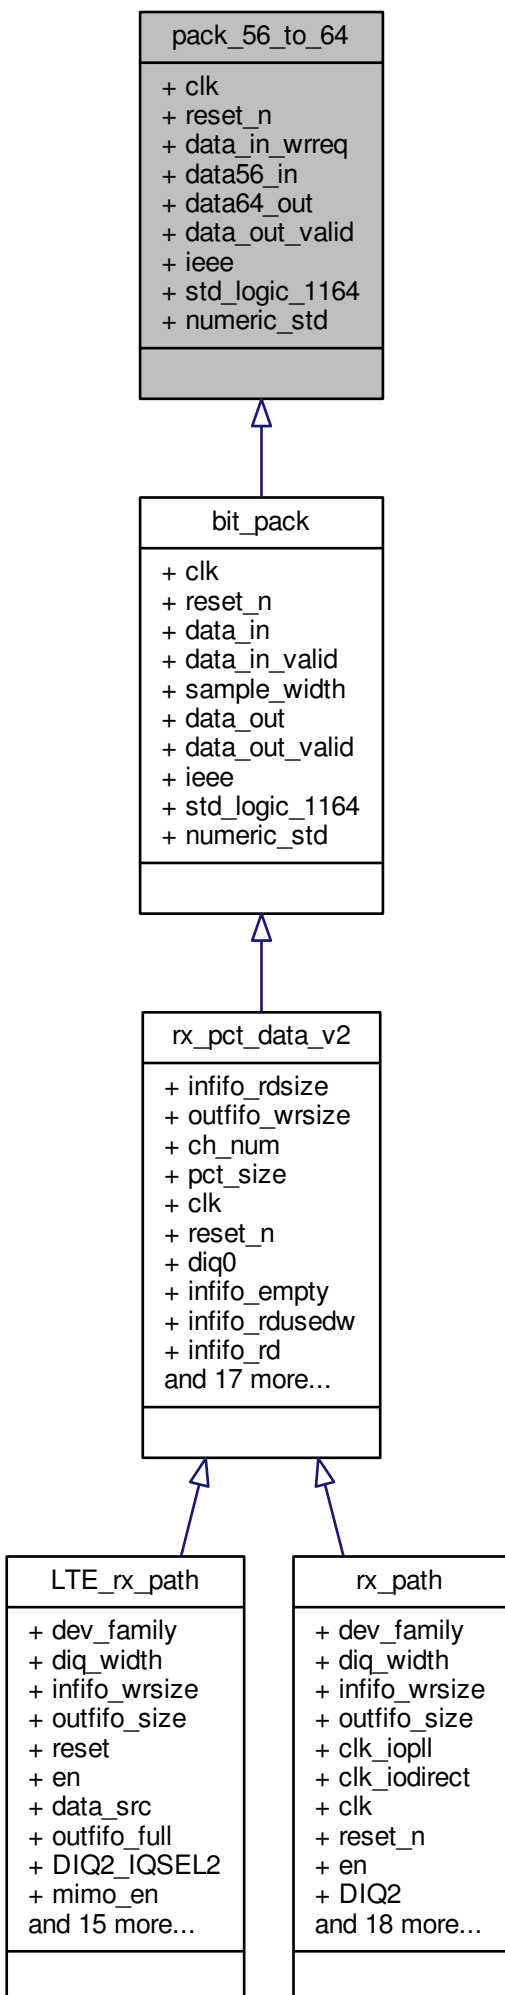 pack_56_to_64
+ clk
+ reset_n
+ data_in_wrreq
+ data56_in
+ data64_out
+ data_out_valid
+ ieee
+ std_logic_1164
+ numeric_std
bit_pack
+ clk
+ reset_n
+ data_in
+ data_in_valid
+ sample_width
+ data_out
+ data_out_valid
+ ieee
+ std_logic_1164
+ numeric_std
rx_pct_data_v2
+ infifo_rdsize
+ outfifo_wrsize
+ ch_num
+ pct_size
+ clk
+ reset_n
+ diq0
+ infifo_empty
+ infifo_rdusedw
+ infifo_rd
and 17 more...
LTE_rx_path
+ dev_family
+ diq_width
+ infifo_wrsize
+ outfifo_size
+ reset
+ en
+ data_src
+ outfifo_full
+ DIQ2_IQSEL2
+ mimo_en
and 15 more...
rx_path
+ dev_family
+ diq_width
+ infifo_wrsize
+ outfifo_size
+ clk_iopll
+ clk_iodirect
+ clk
+ reset_n
+ en
+ DIQ2
and 18 more...